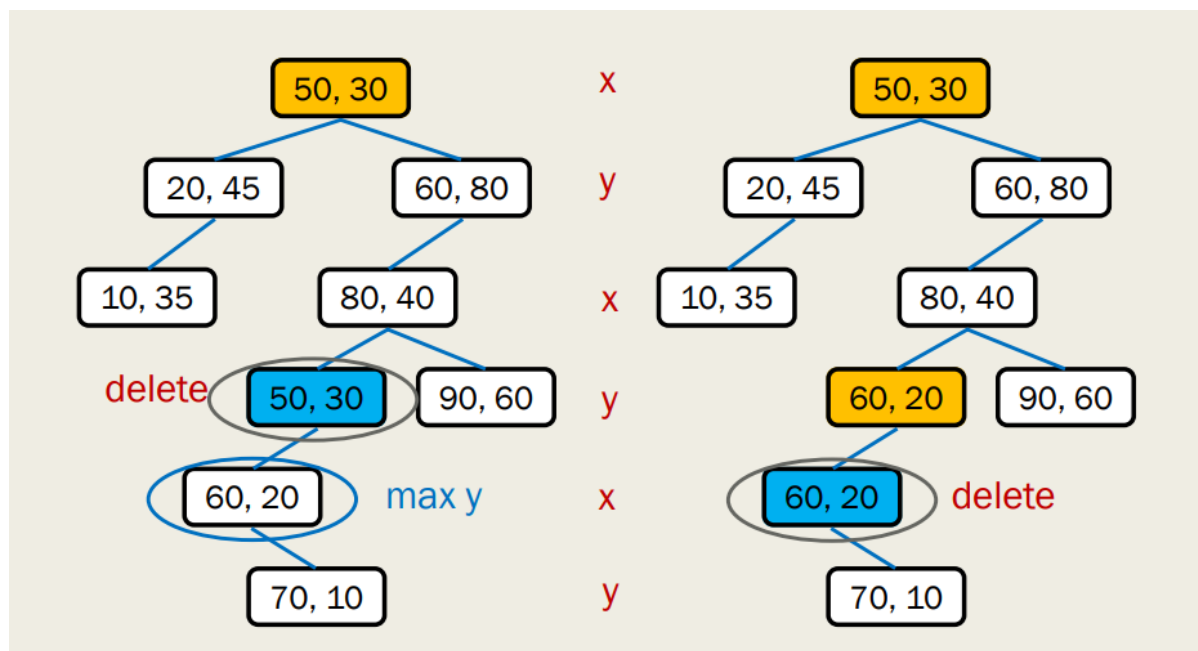 50, 30 x 50, 30
20, 45 60, 80 y 20, 45 60, 80
10, 35 80, 40 x 10, 35 80, 40
delete 50, 30 90, 60 y 60, 20 90, 60
60, 20 max y x 60, 20 delete
70, 10 y 70, 10